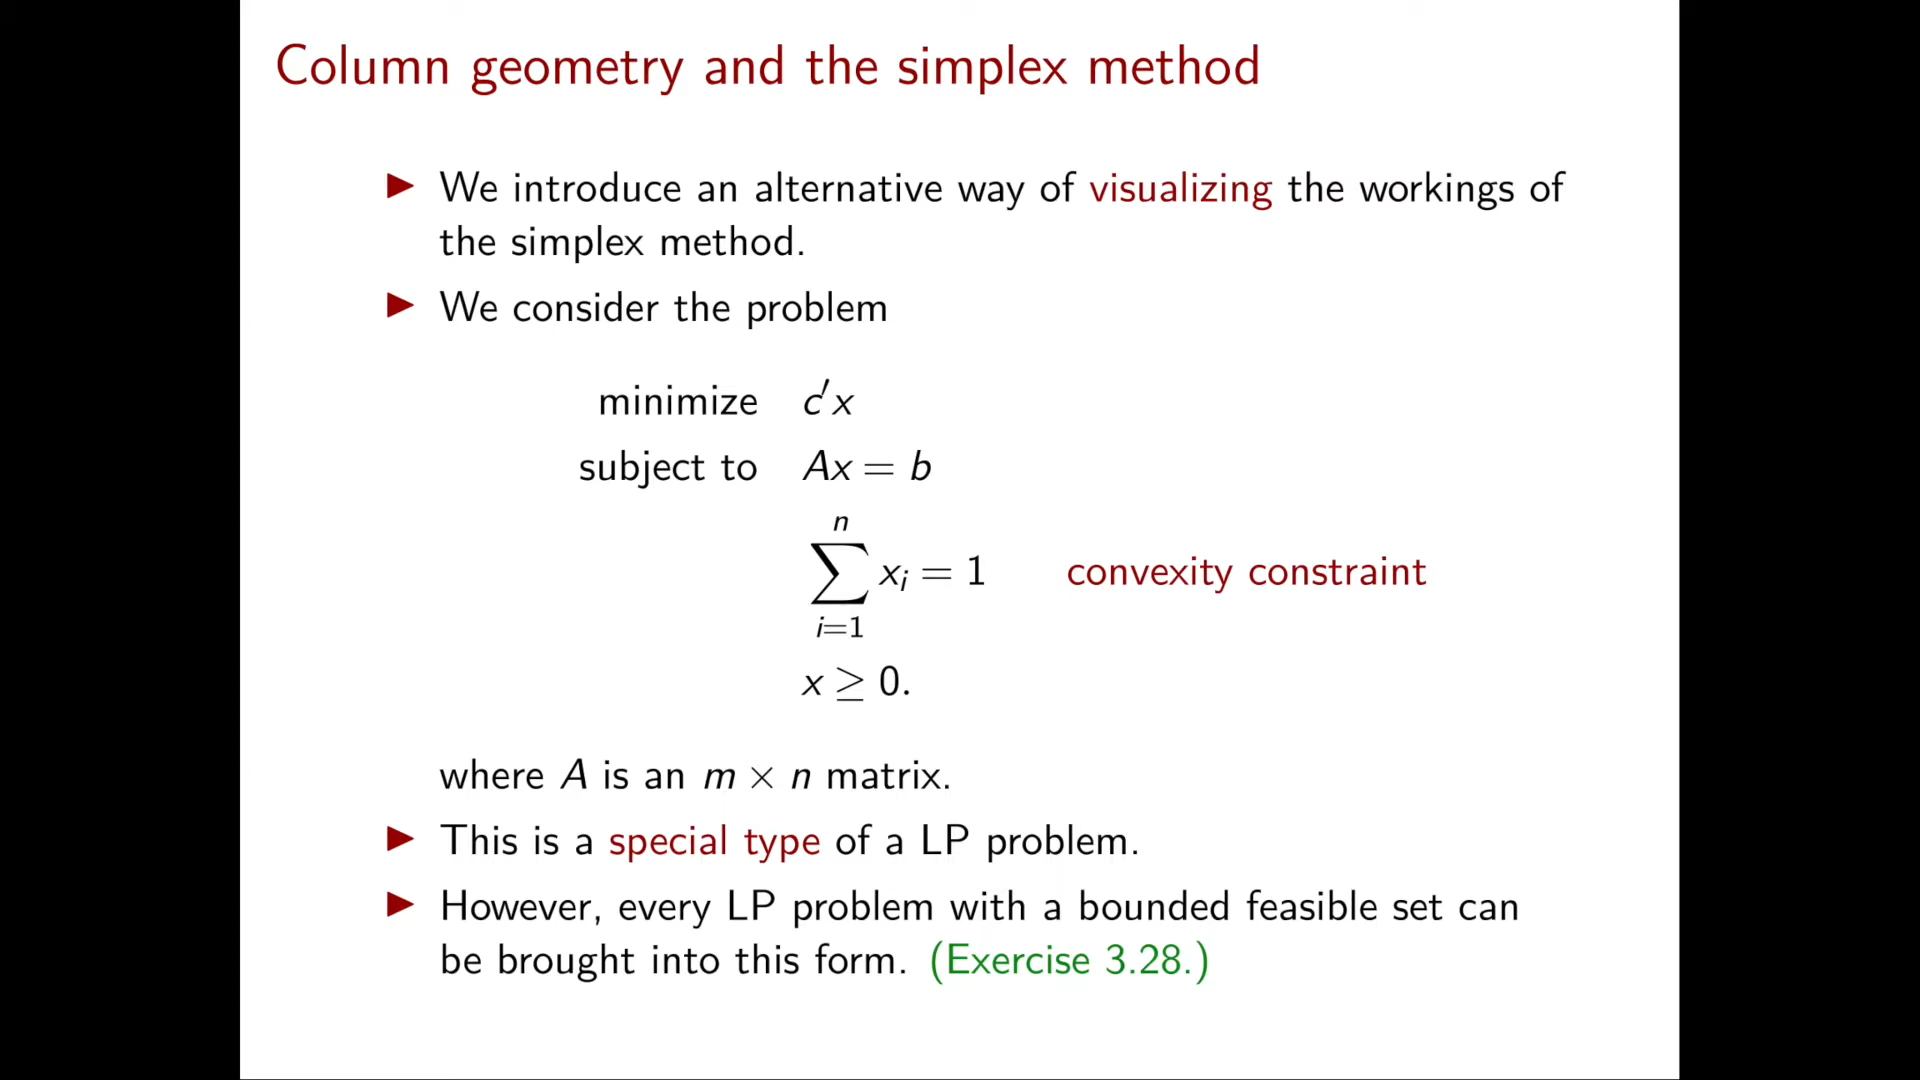 Column geometry and the simplex method
▶ We introduce an alternative way of visualizing the workings of
the simplex method.
▶ We consider the problem
minimize c′x
subject to Ax = b
n
∑ xᵢ = 1 convexity constraint
i=1
x ≥ 0.
where A is an m × n matrix.
▶ This is a special type of a LP problem.
▶ However, every LP problem with a bounded feasible set can
be brought into this form. (Exercise 3.28.)